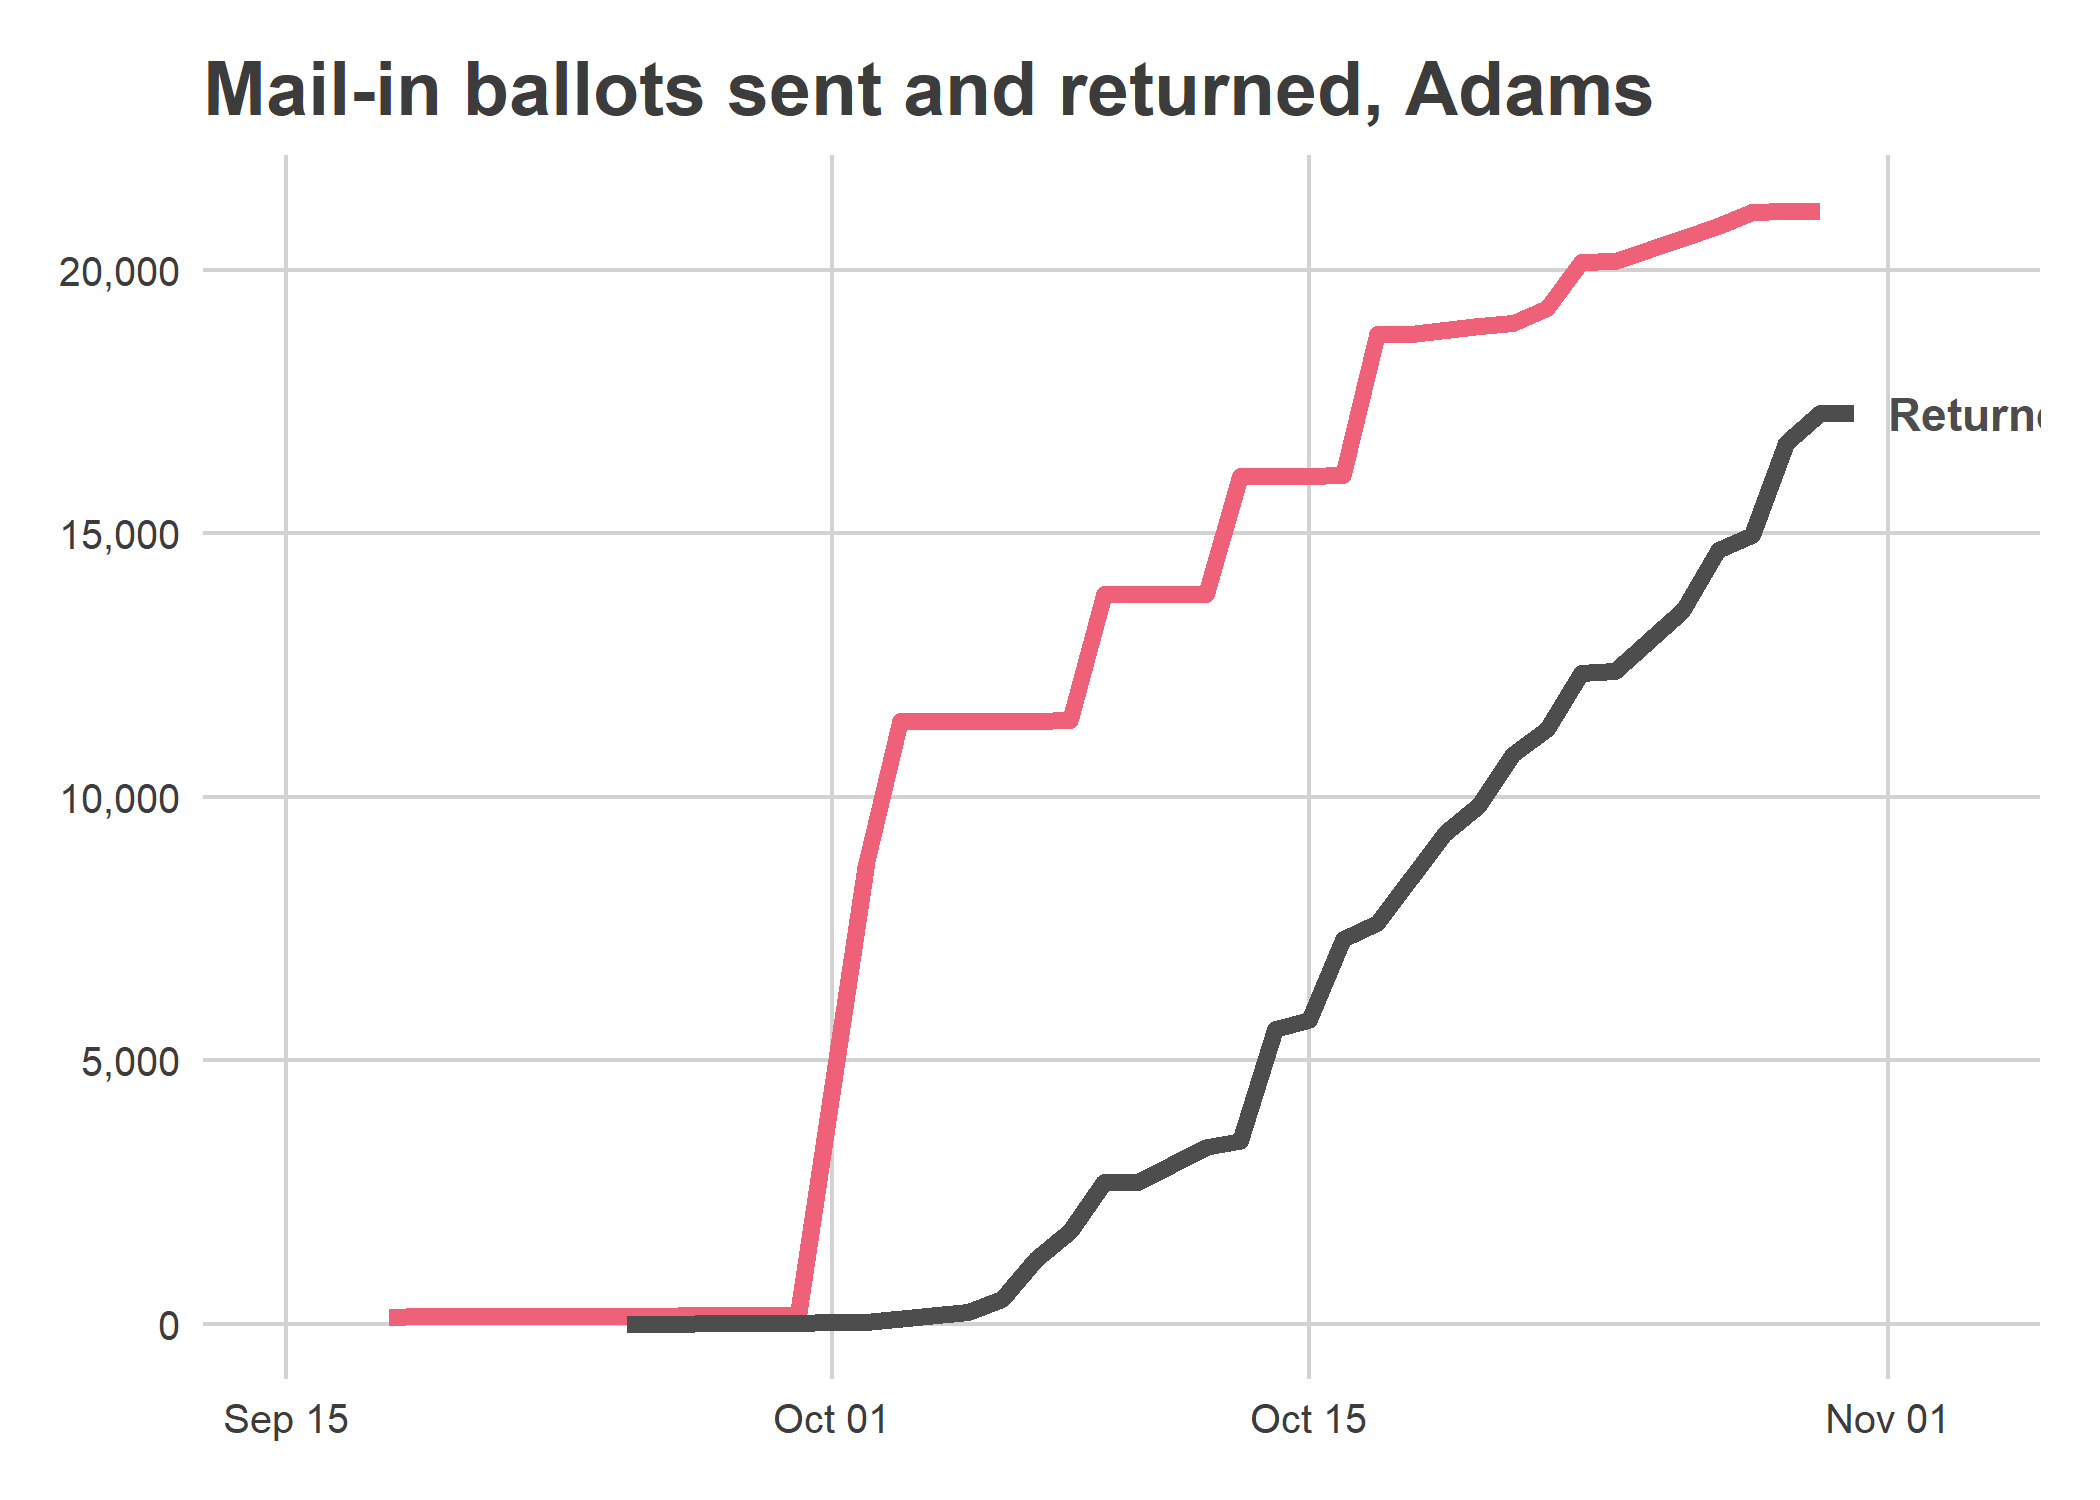 Mail-in ballots sent and returned, Adams
20,000
Return
15,000
10,000
5,000
0
Sep 15 Oct 01 Oct 15 Nov 01